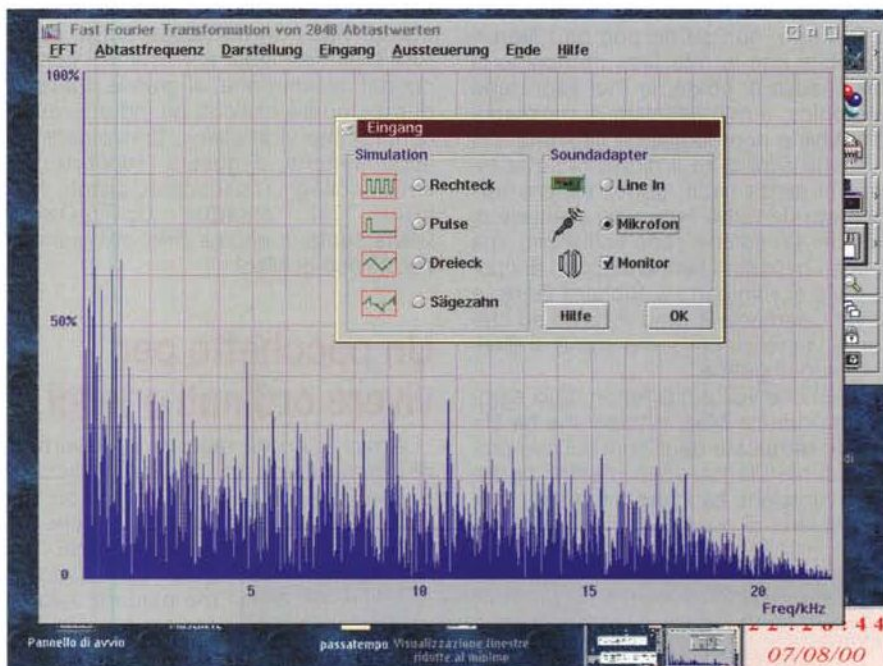 Fast Fourier Transformation von 2048 Abtastwerten
FFT Abtastfrequenz Darstellung Eingang Aussteuerung Ende Hilfe
100%
50%
0
5
10
15
20
Freq/kHz
Eingang
Simulation
Rechteck
Pulse
Dreieck
Sägezahn
Soundadapter
Line In
Mikrofon
Monitor
Hilfe
OK
Pannello di avvio
passatempo
Visualizzazione finestre
ridotte al minimo
07/08/00